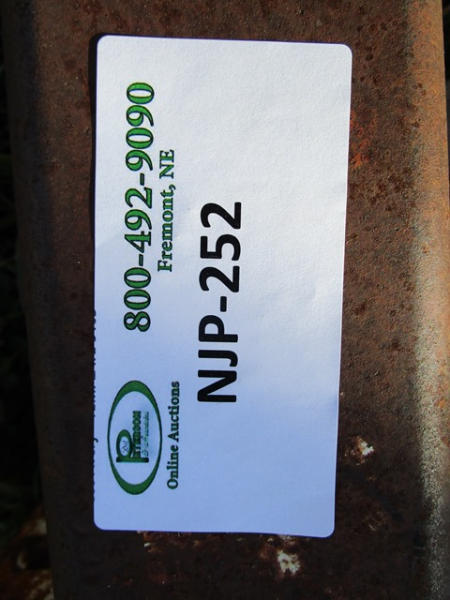 800-492-9090
Fremont, NE
Online Auctions
NJP-252